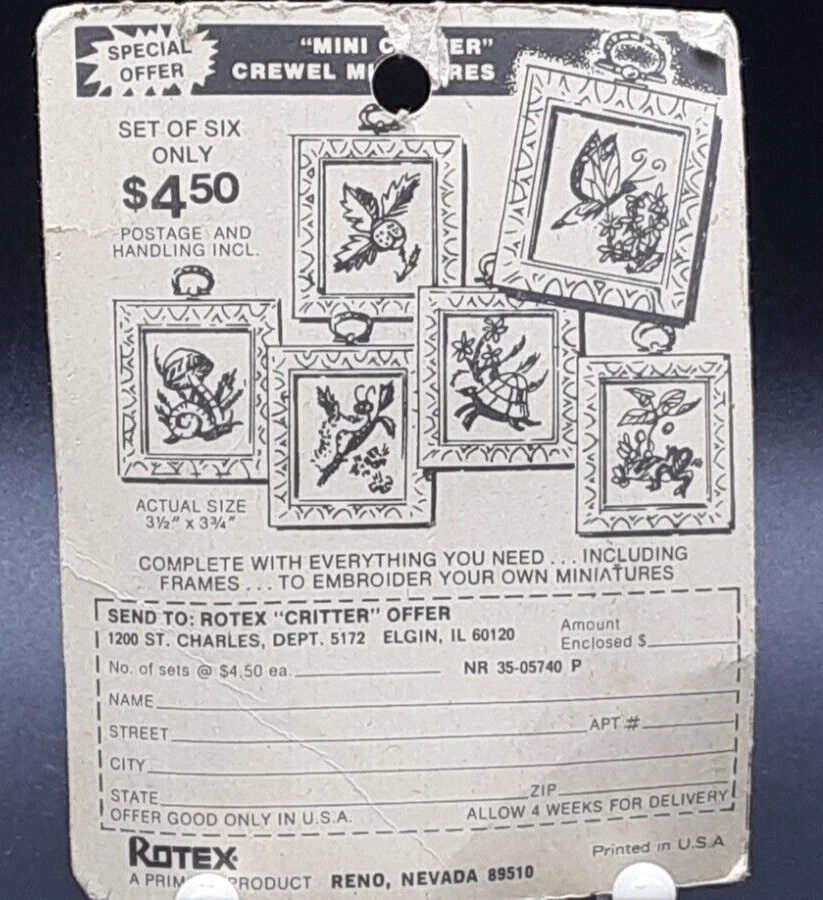 SPECIAL
OFFER
"MINI
CREWEL
SET OF SIX
ONLY
$4.50
POSTAGE AND
HANDLING INCL.
ACTUAL SIZE
3½" x 3¾"
COMPLETE WITH EVERYTHING YOU NEED ... INCLUDING
FRAMES ... TO EMBROIDER YOUR OWN MINIATURES
SEND TO: ROTEX "CRITTER" OFFER
1200 ST. CHARLES, DEPT. 5172 ELGIN, IL 60120
Amount
Enclosed $
No. of sets @ $4.50 ea. NR 35-05740 P
NAME
STREET APT #
CITY
STATE ZIP
OFFER GOOD ONLY IN U.S.A. ALLOW 4 WEEKS FOR DELIVERY
ROTEX
Printed in U.S.A
A PRODUCT RENO, NEVADA 89510